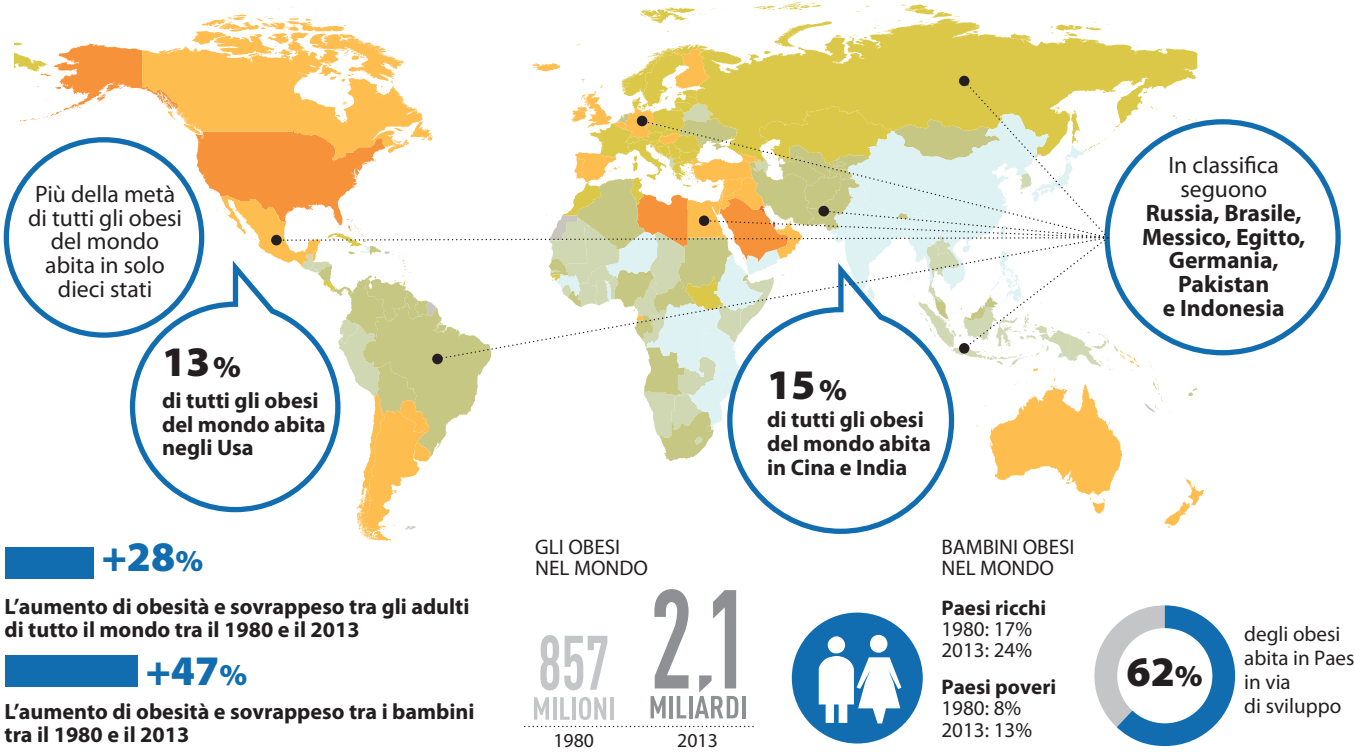 Più della metà
di tutti gli obesi
del mondo
abita in solo
dieci stati
13%
di tutti gli obesi
del mondo abita
negli Usa
15%
di tutti gli obesi
del mondo abita
in Cina e India
In classifica
seguono
Russia, Brasile,
Messico, Egitto,
Germania,
Pakistan
e Indonesia
+28%
L'aumento di obesità e sovrappeso tra gli adulti
di tutto il mondo tra il 1980 e il 2013
+47%
L'aumento di obesità e sovrappeso tra i bambini
tra il 1980 e il 2013
GLI OBESI
NEL MONDO
857
MILIONI
1980
2,1
MILIARDI
2013
BAMBINI OBESI
NEL MONDO
Paesi ricchi
1980: 17%
2013: 24%
Paesi poveri
1980: 8%
2013: 13%
62%
degli obesi
abita in Paes
in via
di sviluppo